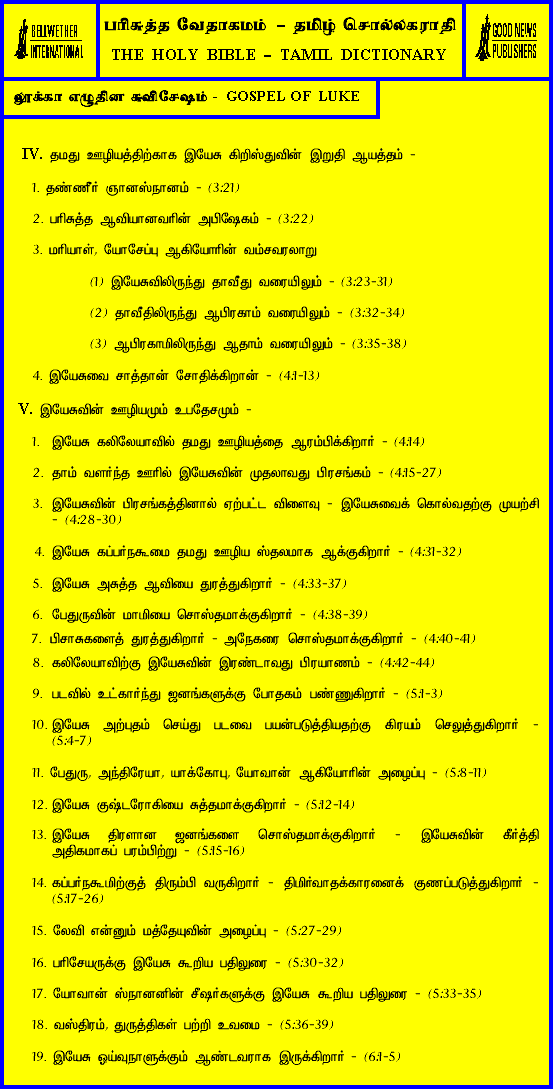 BELLWETHER
INTERNATIONAL
பரிசுத்த வேதாகமம் – தமிழ் சொல்லகராதி
THE HOLY BIBLE – TAMIL DICTIONARY
GOOD NEWS
PUBLISHERS
லூக்கா எழுதின சுவிசேஷம் - GOSPEL OF LUKE
IV. தமது ஊழியத்திற்காக இயேசு கிறிஸ்துவின் இறுதி ஆயத்தம் -
1. தண்ணீர் ஞானஸ்நானம் - (3:21)
2. பரிசுத்த ஆவியானவரின் அபிஷேகம் - (3:22)
3. மரியாள், யோசேப்பு ஆகியோரின் வம்சவரலாறு
(1) இயேசுவிலிருந்து தாவீது வரையிலும் - (3:23-31)
(2) தாவீதிலிருந்து ஆபிரகாம் வரையிலும் - (3:32-34)
(3) ஆபிரகாமிலிருந்து ஆதாம் வரையிலும் - (3:35-38)
4. இயேசுவை சாத்தான் சோதிக்கிறான் - (4:1-13)
V. இயேசுவின் ஊழியமும் உபதேசமும் -
1. இயேசு கலிலேயாவில் தமது ஊழியத்தை ஆரம்பிக்கிறார் - (4:14)
2. தாம் வளர்ந்த ஊரில் இயேசுவின் முதலாவது பிரசங்கம் - (4:15-27)
3. இயேசுவின் பிரசங்கத்தினால் ஏற்பட்ட விளைவு - இயேசுவைக் கொல்வதற்கு முயற்சி
- (4:28-30)
4. இயேசு கப்பர்நகூமை தமது ஊழிய ஸ்தலமாக ஆக்குகிறார் - (4:31-32)
5. இயேசு அசுத்த ஆவியை துரத்துகிறார் - (4:33-37)
6. பேதுருவின் மாமியை சொஸ்தமாக்குகிறார் - (4:38-39)
7. பிசாசுகளைத் துரத்துகிறார் - அநேகரை சொஸ்தமாக்குகிறார் - (4:40-41)
8. கலிலேயாவிற்கு இயேசுவின் இரண்டாவது பிரயாணம் - (4:42-44)
9. படவில் உட்கார்ந்து ஜனங்களுக்கு போதகம் பண்ணுகிறார் - (5:1-3)
10. இயேசு அற்புதம் செய்து படவை பயன்படுத்தியதற்கு கிரயம் செலுத்துகிறார் -
(5:4-7)
11. பேதுரு, அந்திரேயா, யாக்கோபு, யோவான் ஆகியோரின் அழைப்பு - (5:8-11)
12. இயேசு குஷ்டரோகியை சுத்தமாக்குகிறார் - (5:12-14)
13. இயேசு திரளான ஜனங்களை சொஸ்தமாக்குகிறார் - இயேசுவின் கீர்த்தி
அதிகமாகப் பரம்பிற்று - (5:15-16)
14. கப்பர்நகூமிற்குத் திரும்பி வருகிறார் - திமிர்வாதக்காரனைக் குணப்படுத்துகிறார் -
(5:17-26)
15. லேவி என்னும் மத்தேயுவின் அழைப்பு - (5:27-29)
16. பரிசேயருக்கு இயேசு கூறிய பதிலுரை - (5:30-32)
17. யோவான் ஸ்நானனின் சீஷர்களுக்கு இயேசு கூறிய பதிலுரை - (5:33-35)
18. வஸ்திரம், துருத்திகள் பற்றி உவமை - (5:36-39)
19. இயேசு ஓய்வுநாளுக்கும் ஆண்டவராக இருக்கிறார் - (6:1-5)